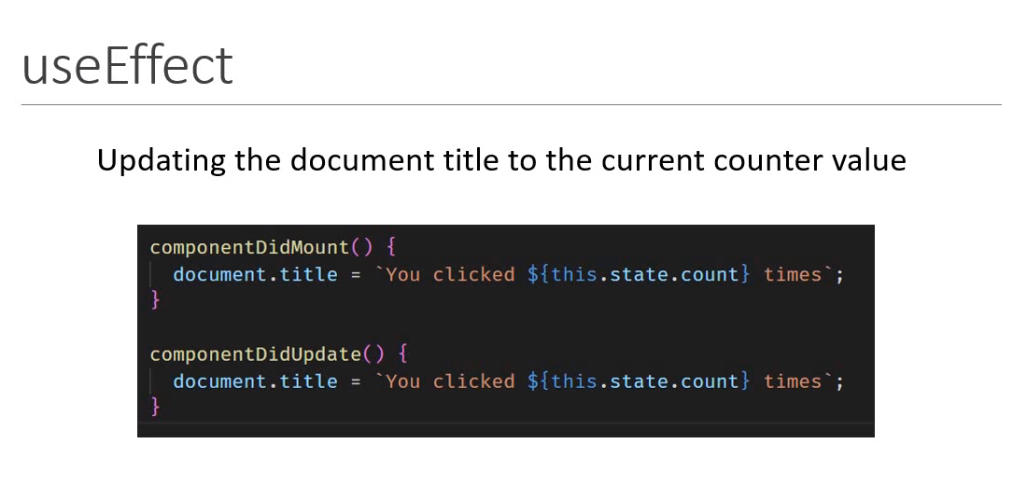 useEffect
Updating the document title to the current counter value
componentDidMount() {
  document.title = `You clicked ${this.state.count} times`;
}
componentDidUpdate() {
  document.title = `You clicked ${this.state.count} times`;
}